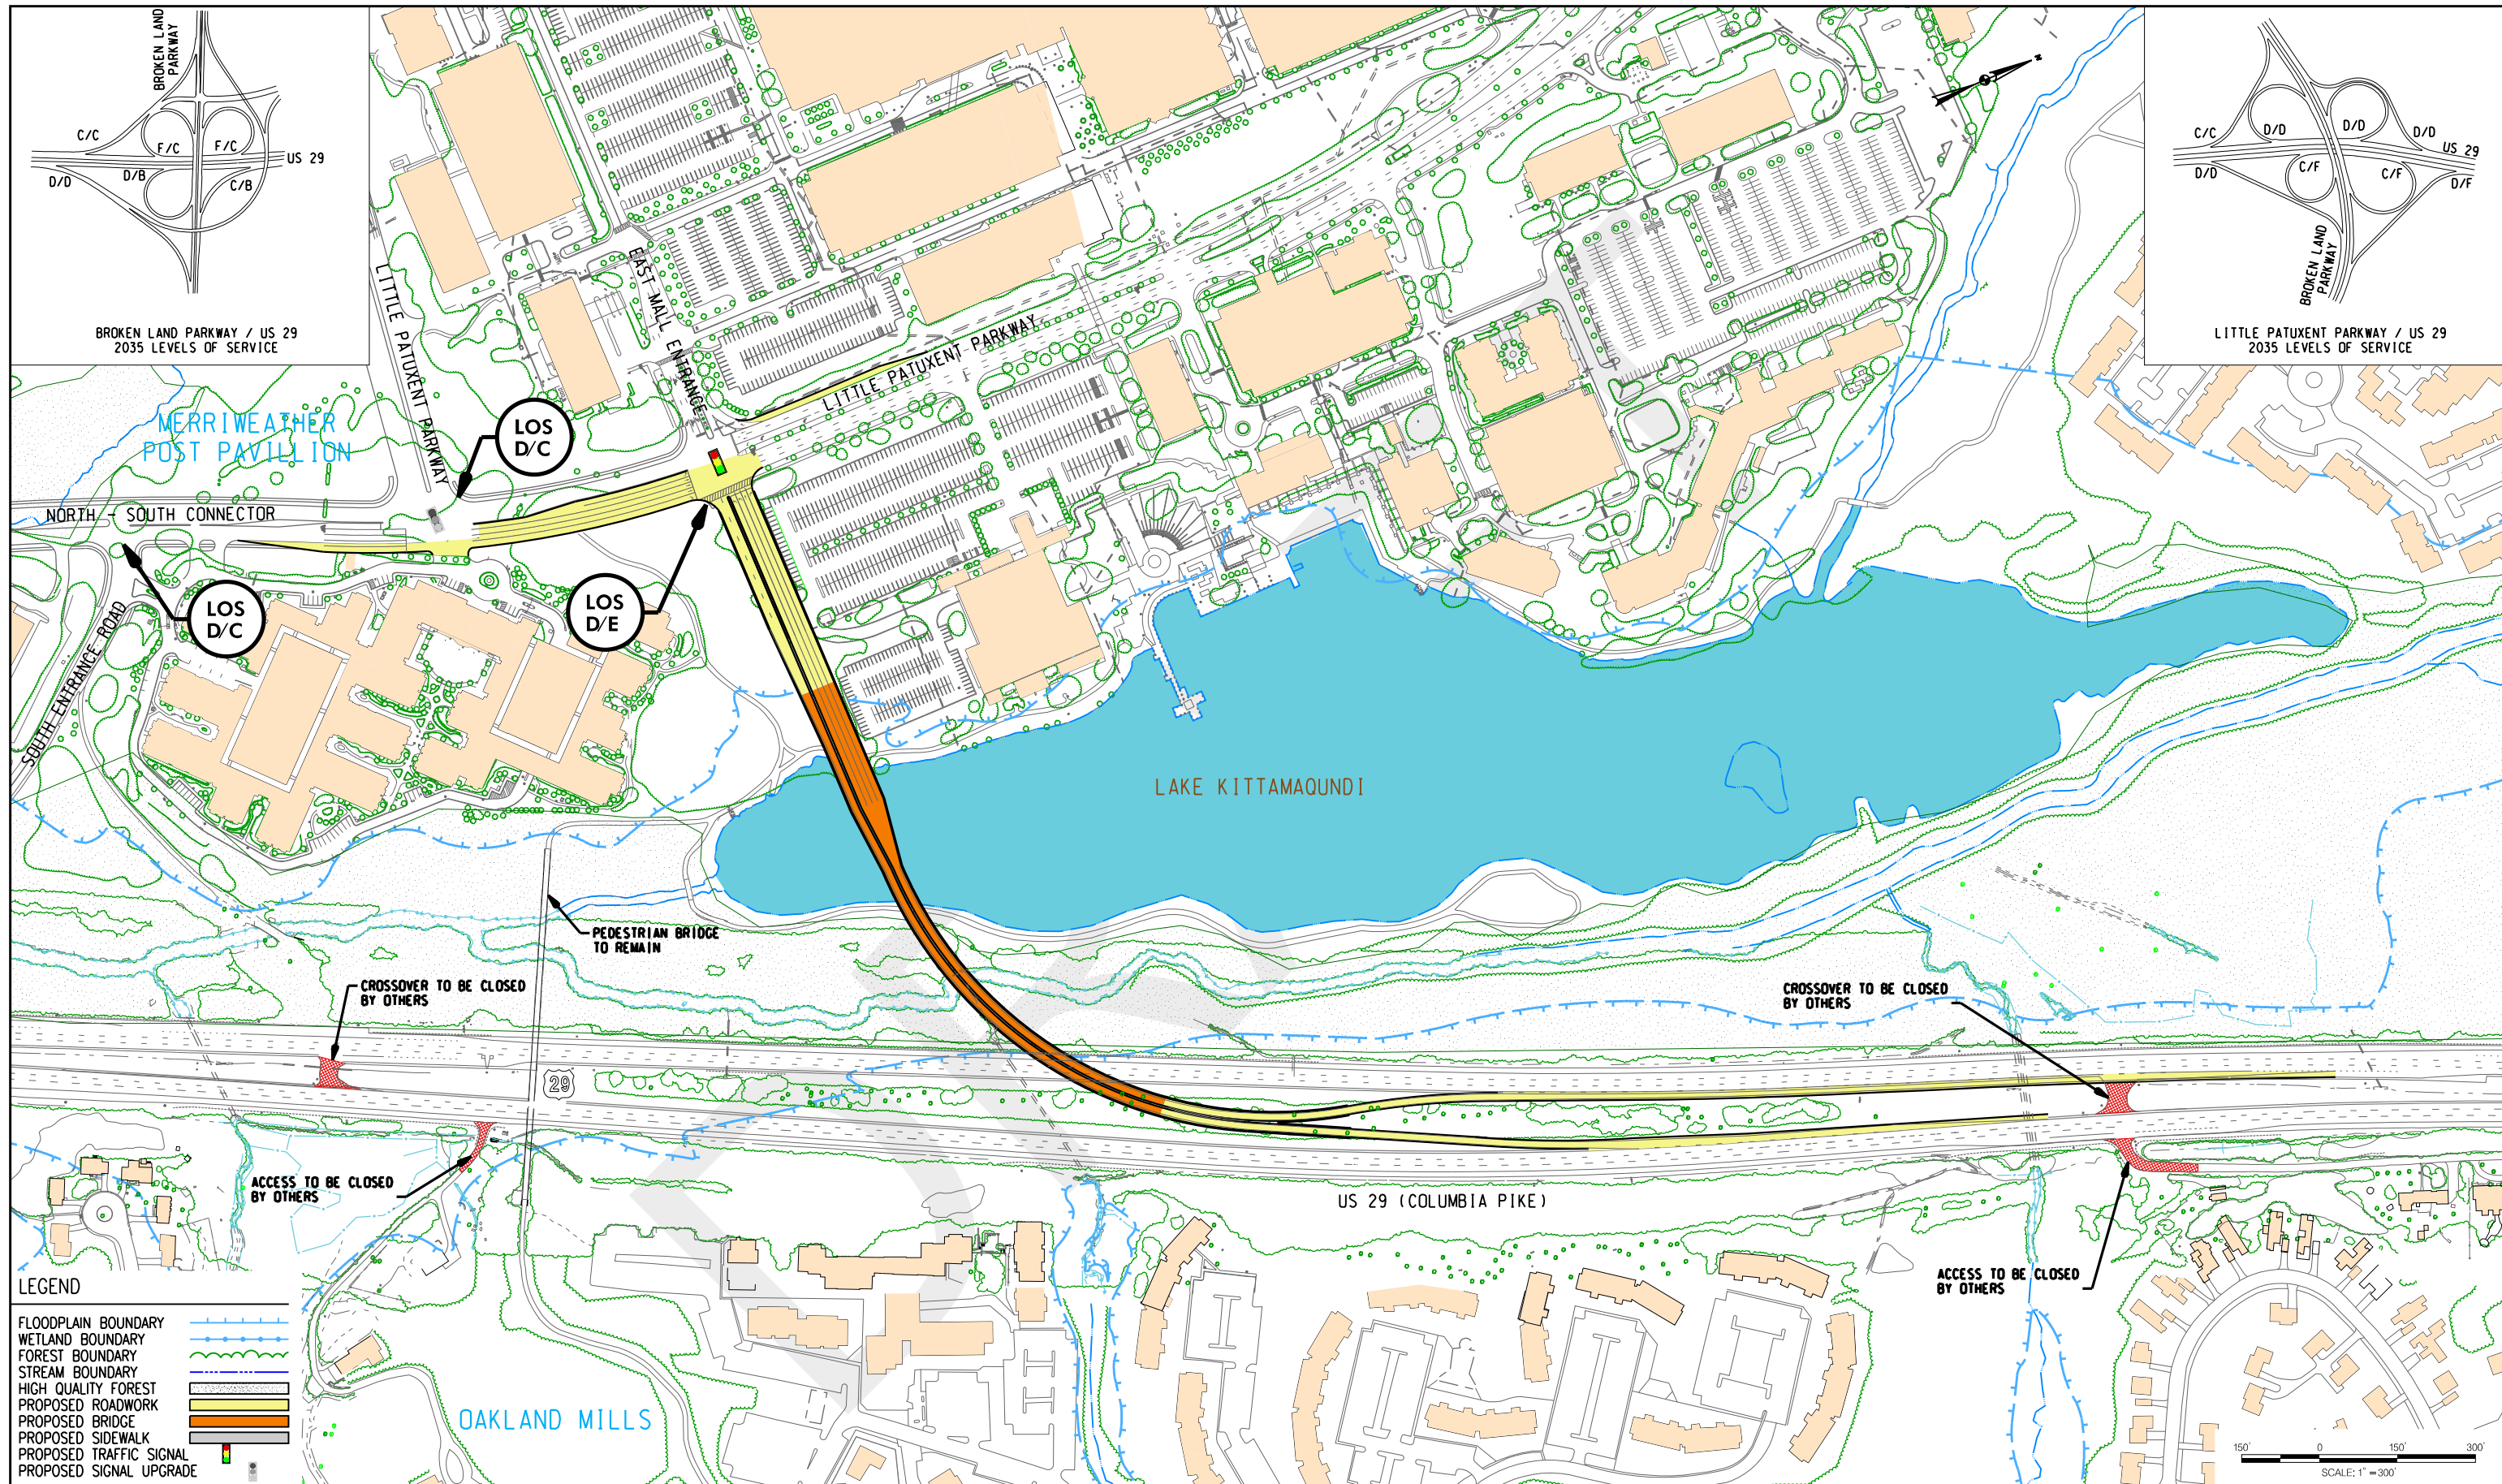 BROKEN LAND
PARKWAY
C/C
F/C
F/C
US 29
D/D
D/B
C/B
BROKEN LAND PARKWAY / US 29
2035 LEVELS OF SERVICE
N
C/C
D/D
D/D
D/D
US 29
D/D
C/F
C/F
D/F
BROKEN LAND
PARKWAY
LITTLE PATUXENT PARKWAY / US 29
2035 LEVELS OF SERVICE
LITTLE PATUXENT PARKWAY
EAST MALL ENTRANCE
LITTLE PATUXENT PARKWAY
MERRIWEATHER
POST PAVILLION
LOS
D/C
NORTH - SOUTH CONNECTOR
LOS
D/C
LOS
D/E
SOUTH ENTRANCE ROAD
LAKE KITTAMAQUNDI
PEDESTRIAN BRIDGE
TO REMAIN
CROSSOVER TO BE CLOSED
BY OTHERS
CROSSOVER TO BE CLOSED
BY OTHERS
29
ACCESS TO BE CLOSED
BY OTHERS
US 29 (COLUMBIA PIKE)
ACCESS TO BE CLOSED
BY OTHERS
OAKLAND MILLS
LEGEND
FLOODPLAIN BOUNDARY
WETLAND BOUNDARY
FOREST BOUNDARY
STREAM BOUNDARY
HIGH QUALITY FOREST
PROPOSED ROADWORK
PROPOSED BRIDGE
PROPOSED SIDEWALK
PROPOSED TRAFFIC SIGNAL
PROPOSED SIGNAL UPGRADE
150' 0 150' 300'
SCALE: 1" = 300'